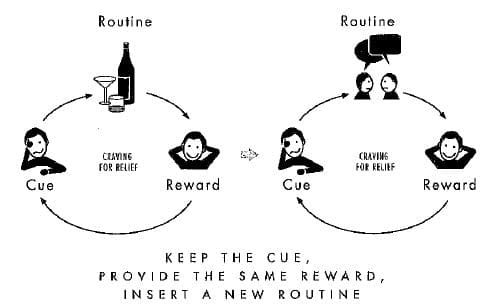 Routine
Routine
CRAVING
FOR RELIEF
Cue
Reward
CRAVING
FOR RELIEF
Cue
Reward
KEEP THE CUE,
PROVIDE THE SAME REWARD,
INSERT A NEW ROUTINE